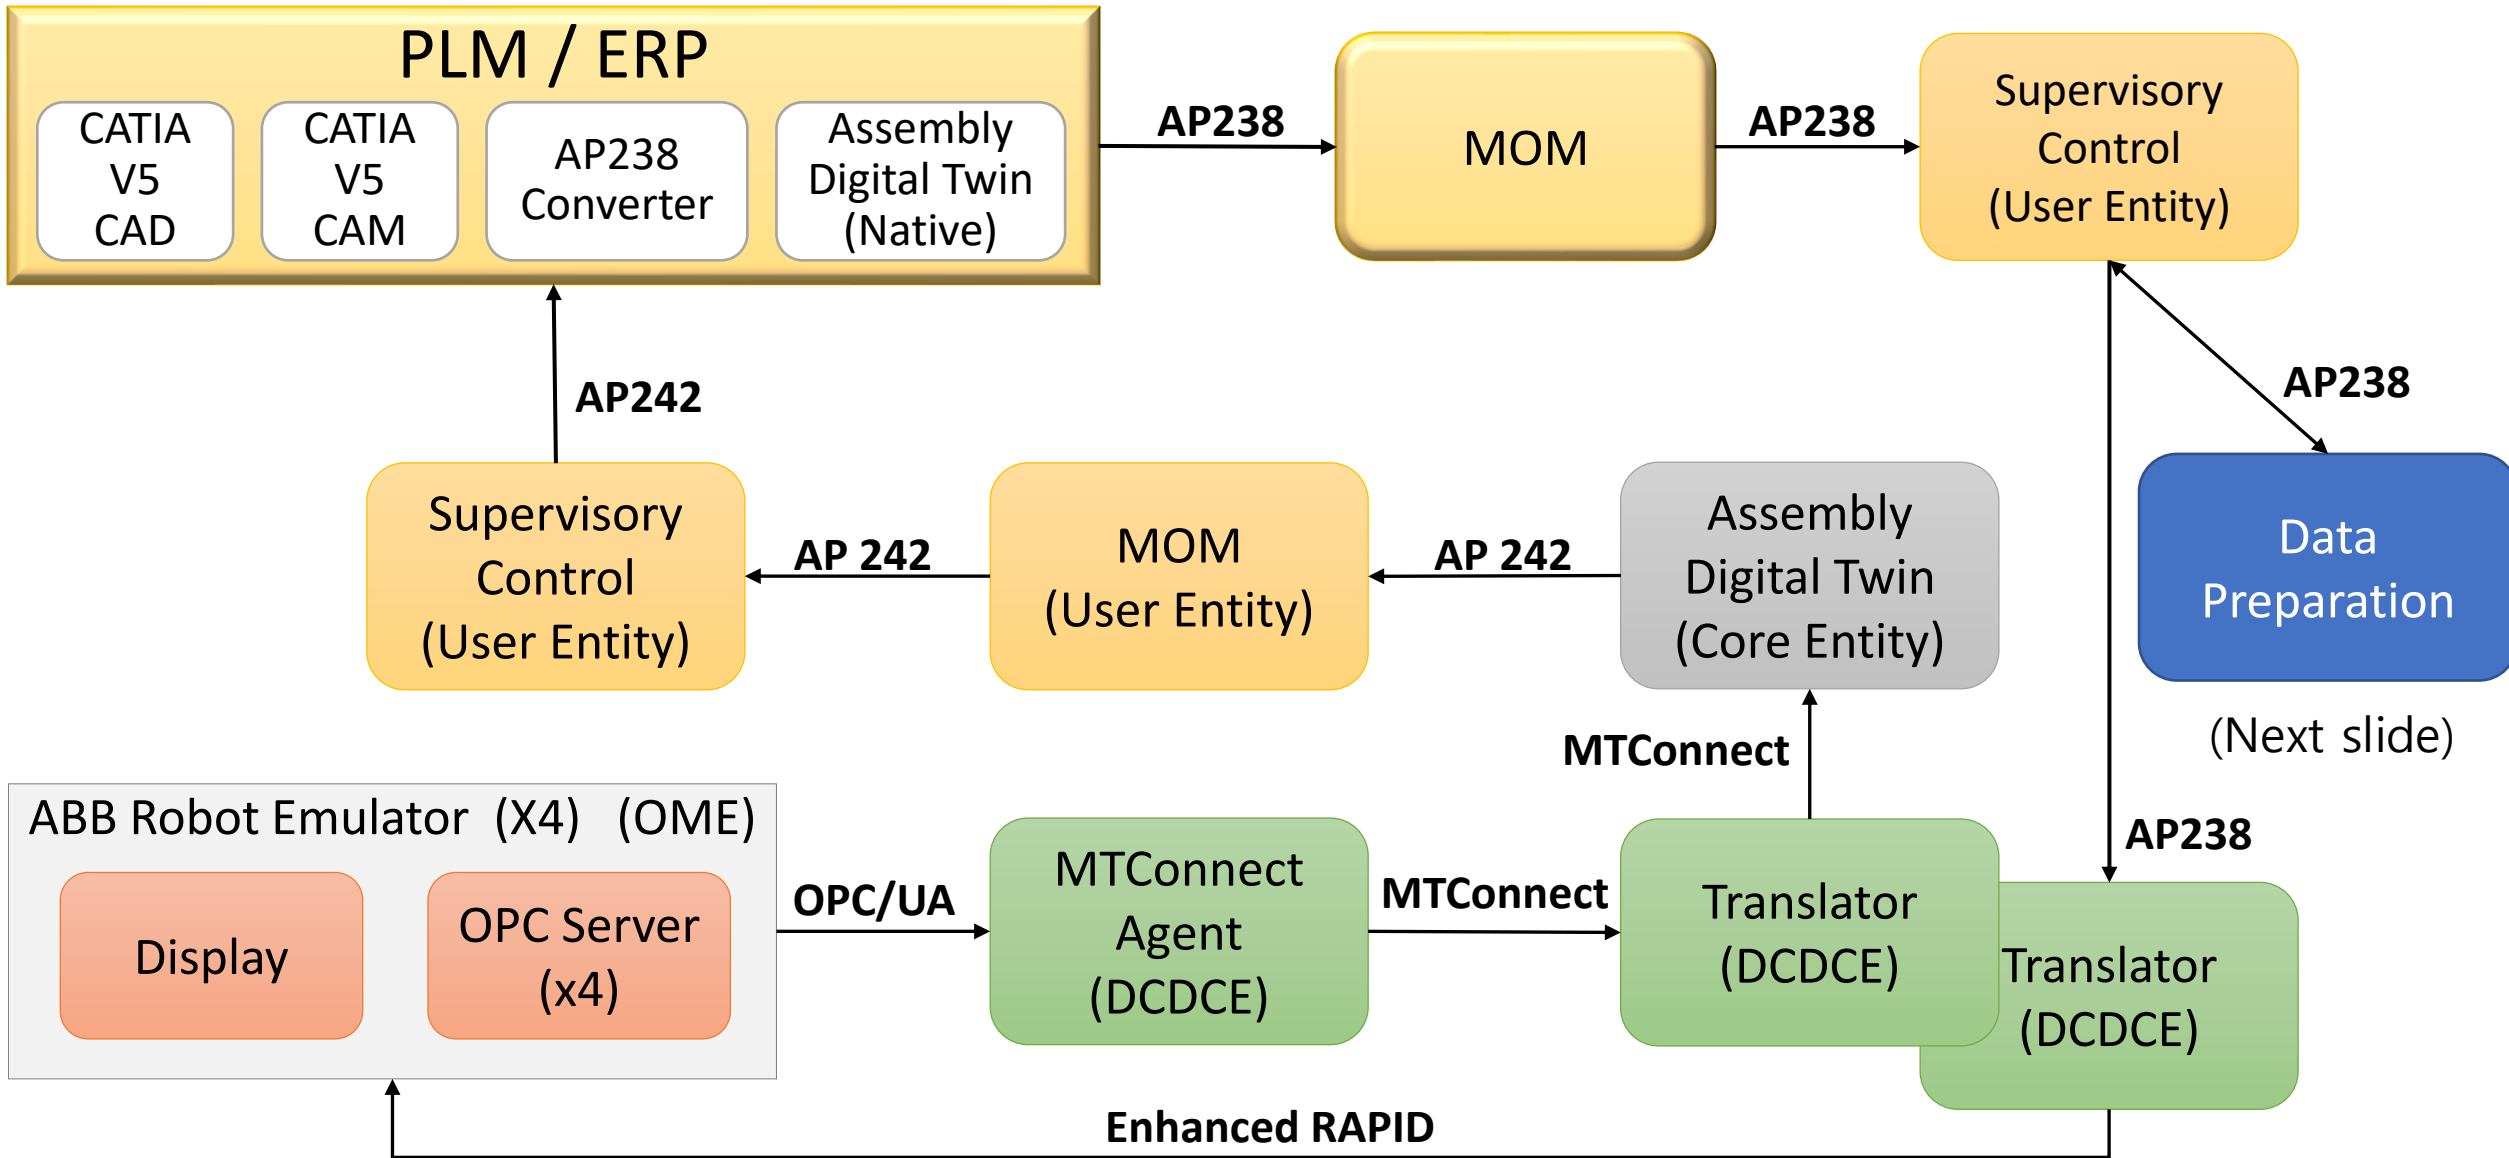 PLM / ERP
CATIA
V5
CAD
CATIA
V5
CAM
AP238
Converter
Assembly
Digital Twin
(Native)
AP238
MOM
AP238
Supervisory
Control
(User Entity)
AP242
AP238
Supervisory
Control
(User Entity)
AP 242
MOM
(User Entity)
AP 242
Assembly
Digital Twin
(Core Entity)
Data
Preparation
(Next slide)
MTConnect
ABB Robot Emulator (X4) (OME)
Display
OPC Server
(x4)
OPC/UA
MTConnect
Agent
(DCDCE)
MTConnect
Translator
(DCDCE)
AP238
Translator
(DCDCE)
Enhanced RAPID